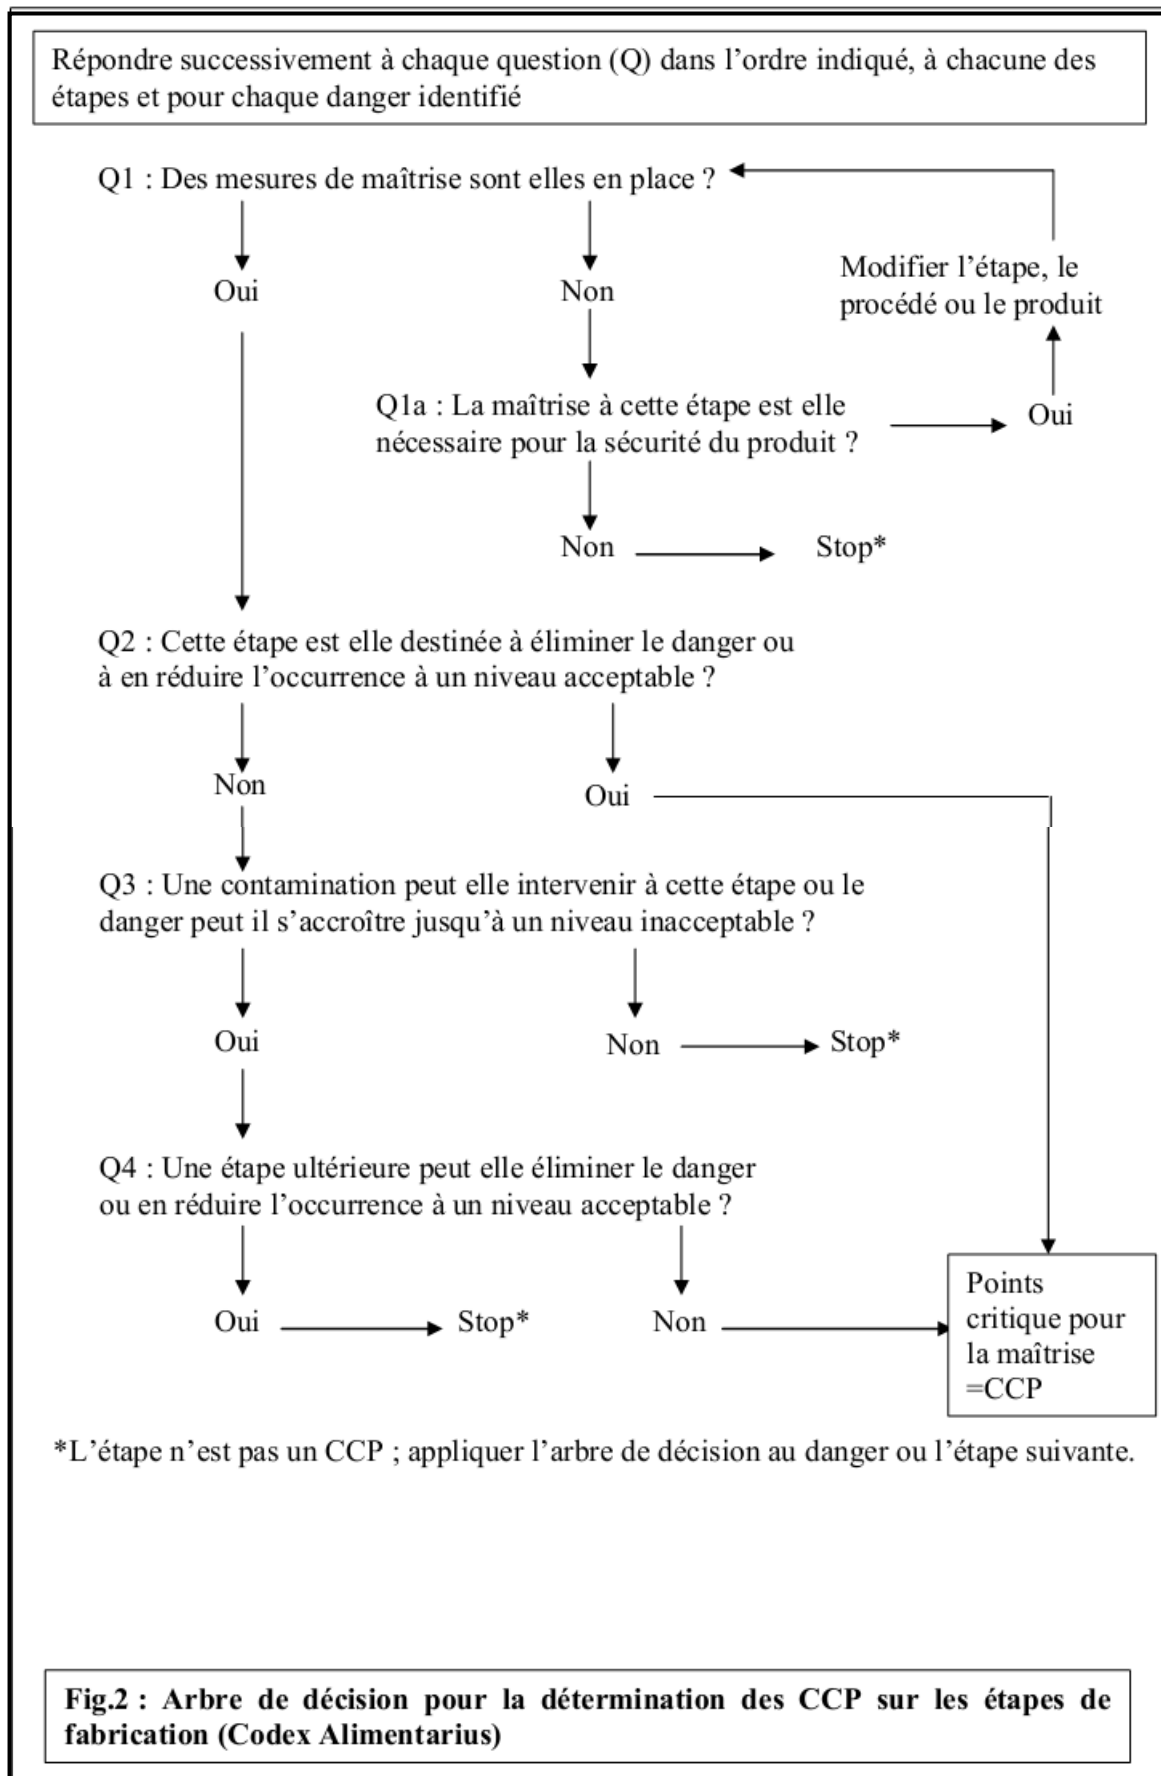 Répondre successivement à chaque question (Q) dans l’ordre indiqué, à chacune des
étapes et pour chaque danger identifié
Q1 : Des mesures de maîtrise sont elles en place ?
Oui
Non
Modifier l’étape, le
procédé ou le produit
Q1a : La maîtrise à cette étape est elle
nécessaire pour la sécurité du produit ?
Oui
Non
Stop*
Q2 : Cette étape est elle destinée à éliminer le danger ou
à en réduire l’occurrence à un niveau acceptable ?
Non
Oui
Q3 : Une contamination peut elle intervenir à cette étape ou le
danger peut il s’accroître jusqu’à un niveau inacceptable ?
Oui
Non
Stop*
Q4 : Une étape ultérieure peut elle éliminer le danger
ou en réduire l’occurrence à un niveau acceptable ?
Oui
Stop*
Non
Points
critique pour
la maîtrise
=CCP
*L’étape n’est pas un CCP ; appliquer l’arbre de décision au danger ou l’étape suivante.
Fig.2 : Arbre de décision pour la détermination des CCP sur les étapes de
fabrication (Codex Alimentarius)